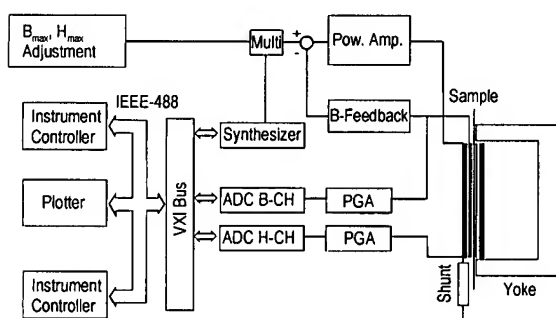 Bmax, Hmax
Adjustment
Multi
+
-
Pow. Amp.
IEEE-488
Sample
Instrument
Controller
Synthesizer
B-Feedback
Plotter
VXI Bus
ADC B-CH
PGA
ADC H-CH
PGA
Instrument
Controller
Shunt
Yoke